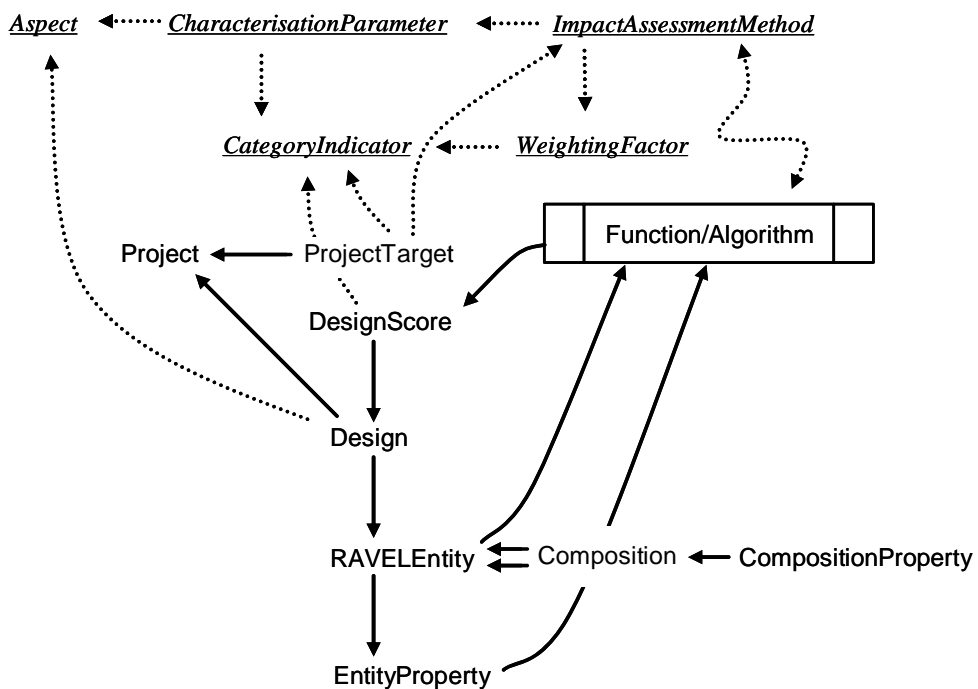 Aspect
CharacterisationParameter
ImpactAssessmentMethod
CategoryIndicator
WeightingFactor
Project
ProjectTarget
Function/Algorithm
DesignScore
Design
RAVELEntity
Composition
CompositionProperty
EntityProperty